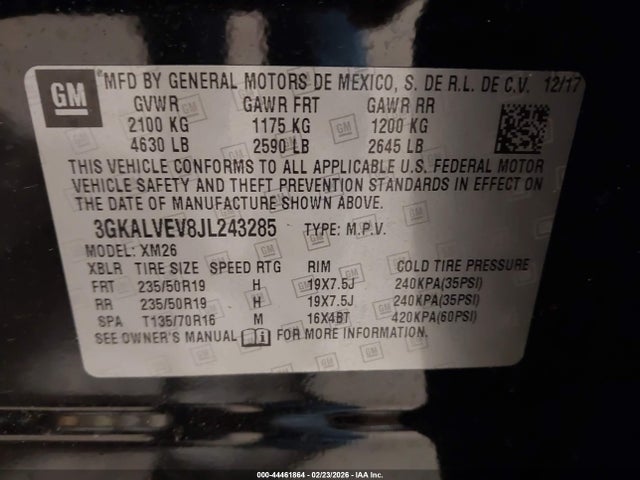 GM
MFD BY GENERAL MOTORS DE MEXICO, S. DE R.L. DE C.V. 12/17
GVWR GAWR FRT GAWR RR
2100 KG 1175 KG 1200 KG
4630 LB 2590 LB 2645 LB
THIS VEHICLE CONFORMS TO ALL APPLICABLE U.S. FEDERAL MOTOR
VEHICLE SAFETY AND THEFT PREVENTION STANDARDS IN EFFECT ON
THE DATE OF MANUFACTURE SHOWN ABOVE.
3GKALVEV8JL243285 TYPE: M.P.V.
MODEL: XM26
XBLR TIRE SIZE SPEED RTG RIM COLD TIRE PRESSURE
FRT 235/50R19 H 19X7.5J 240KPA(35PSI)
RR 235/50R19 H 19X7.5J 240KPA(35PSI)
SPA T135/70R16 M 16X4BT 420KPA(60PSI)
SEE OWNER'S MANUAL FOR MORE INFORMATION.
000-44461864 - 02/23/2026 - IAA Inc.